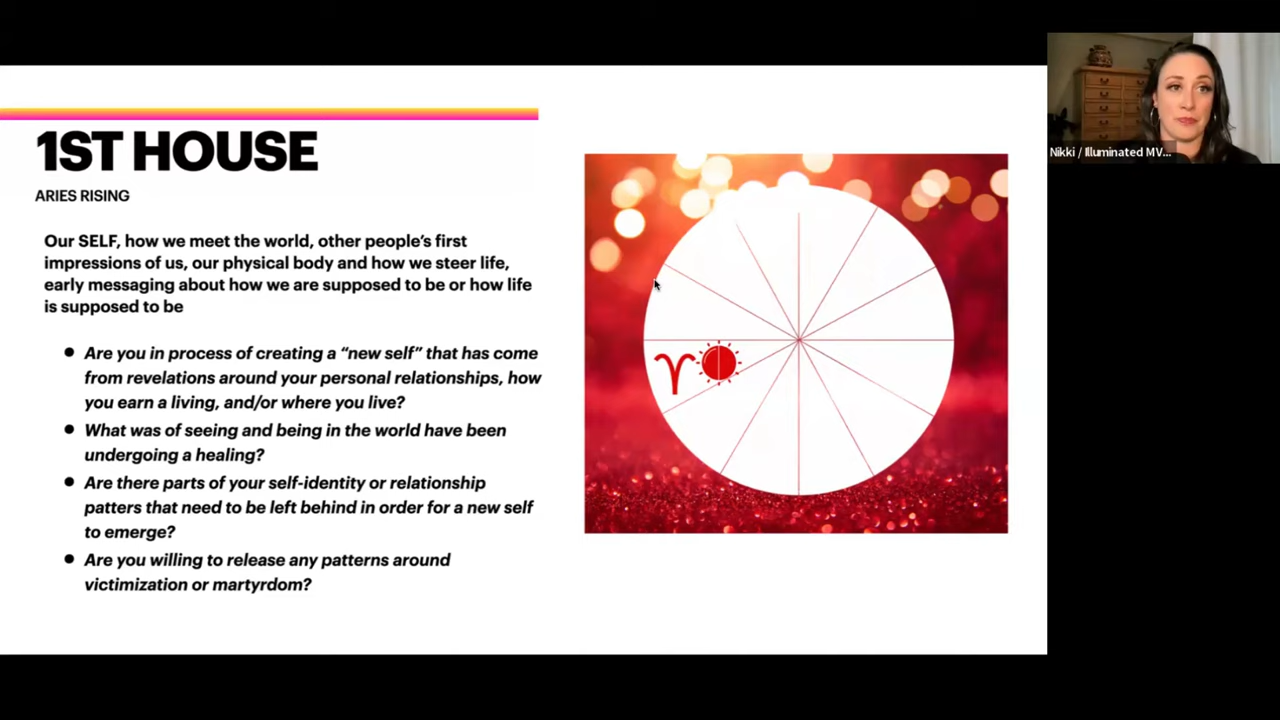 1ST HOUSE
ARIES RISING
Our SELF, how we meet the world, other people’s first
impressions of us, our physical body and how we steer life,
early messaging about how we are supposed to be or how life
is supposed to be
● Are you in process of creating a “new self” that has come
from revelations around your personal relationships, how
you earn a living, and/or where you live?
● What was of seeing and being in the world have been
undergoing a healing?
● Are there parts of your self-identity or relationship
patters that need to be left behind in order for a new self
to emerge?
● Are you willing to release any patterns around
victimization or martyrdom?
♈
Nikki / Illuminated MV...